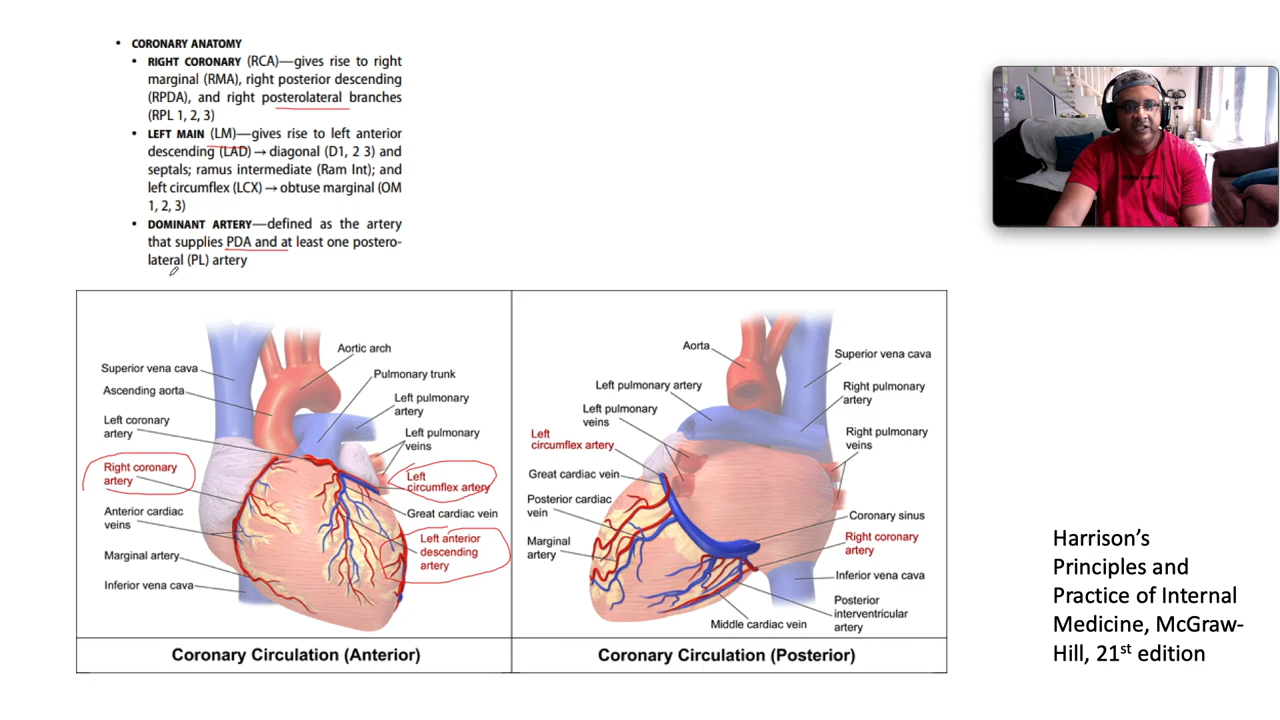 • CORONARY ANATOMY
• RIGHT CORONARY (RCA)—gives rise to right
marginal (RMA), right posterior descending
(RPDA), and right posterolateral branches
(RPL 1, 2, 3)
• LEFT MAIN (LM)—gives rise to left anterior
descending (LAD) → diagonal (D1, 2 3) and
septals; ramus intermediate (Ram Int); and
left circumflex (LCX) → obtuse marginal (OM
1, 2, 3)
• DOMINANT ARTERY—defined as the artery
that supplies PDA and at least one postero-
lateral (PL) artery
Superior vena cava
Ascending aorta
Left coronary
artery
Right coronary
artery
Anterior cardiac
veins
Marginal artery
Inferior vena cava
Aortic arch
Pulmonary trunk
Left pulmonary
artery
Left pulmonary
veins
Left
circumflex artery
Great cardiac vein
Left anterior
descending
artery
Coronary Circulation (Anterior)
Aorta
Left pulmonary artery
Left pulmonary
veins
Left
circumflex artery
Great cardiac vein
Posterior cardiac
vein
Marginal
artery
Superior vena cava
Right pulmonary
artery
Right pulmonary
veins
Coronary sinus
Right coronary
artery
Inferior vena cava
Posterior
interventricular
artery
Middle cardiac vein
Coronary Circulation (Posterior)
Harrison's
Principles and
Practice of Internal
Medicine, McGraw-
Hill, 21st edition